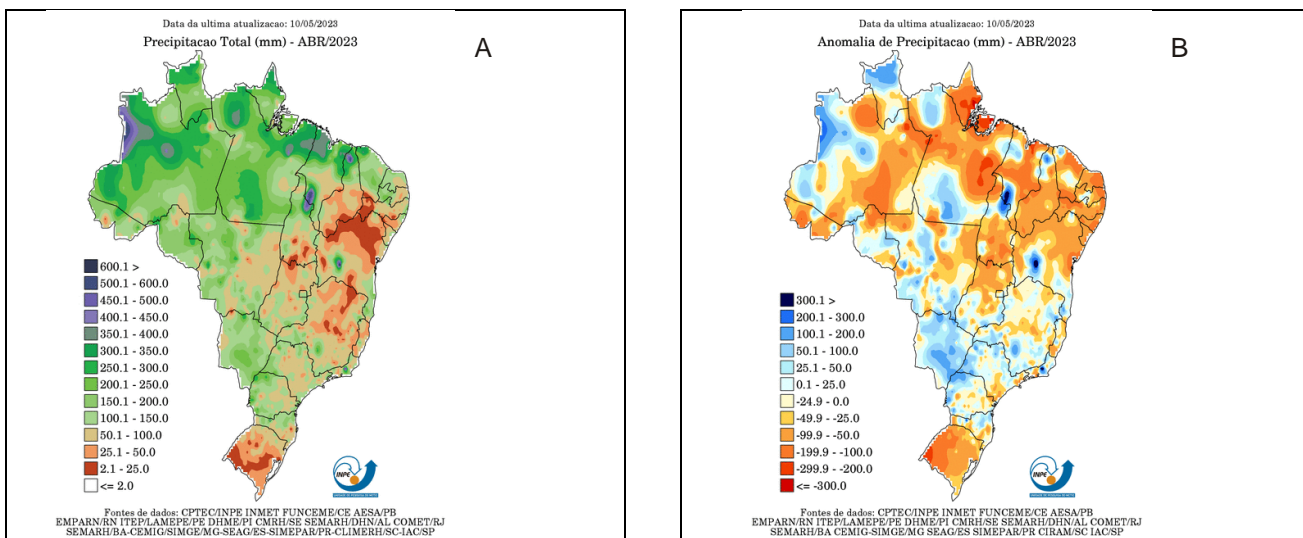 Data da ultima atualizacao: 10/05/2023
Precipitacao Total (mm) - ABR/2023
A
600.1 >
500.1 - 600.0
450.1 - 500.0
400.1 - 450.0
350.1 - 400.0
300.1 - 350.0
250.1 - 300.0
200.1 - 250.0
150.1 - 200.0
100.1 - 150.0
50.1 - 100.0
25.1 - 50.0
2.1 - 25.0
<= 2.0
INPE
Fontes de dados: CPTEC/INPE INMET FUNCEME/CE AESA/PB
EMPARN/RN ITEP/LAMEPE/PE DHME/PI CMRH/SE SEMARH/DHN/AL COMET/RJ
SEMARH/BA-CEMIG/SIMGE/MG-SEAG/ES-SIMEPAR/PR-CLIMERH/SC-IAC/SP
Data da ultima atualizacao: 10/05/2023
Anomalia de Precipitacao (mm) - ABR/2023
B
300.1 >
200.1 - 300.0
100.1 - 200.0
50.1 - 100.0
25.1 - 50.0
0.1 - 25.0
-24.9 - 0.0
-49.9 - -25.0
-99.9 - -50.0
-199.9 - -100.0
-299.9 - -200.0
<= -300.0
INPE
Fontes de dados: CPTEC/INPE INMET FUNCEME/CE AESA/PB
EMPARN/RN ITEP/LAMEPE/PE DHME/PI CMRH/SE SEMARH/DHN/AL COMET/RJ
SEMARH/BA CEMIG-SIMGE/MG SEAG/ES SIMEPAR/PR CIRAM/SC IAC/SP